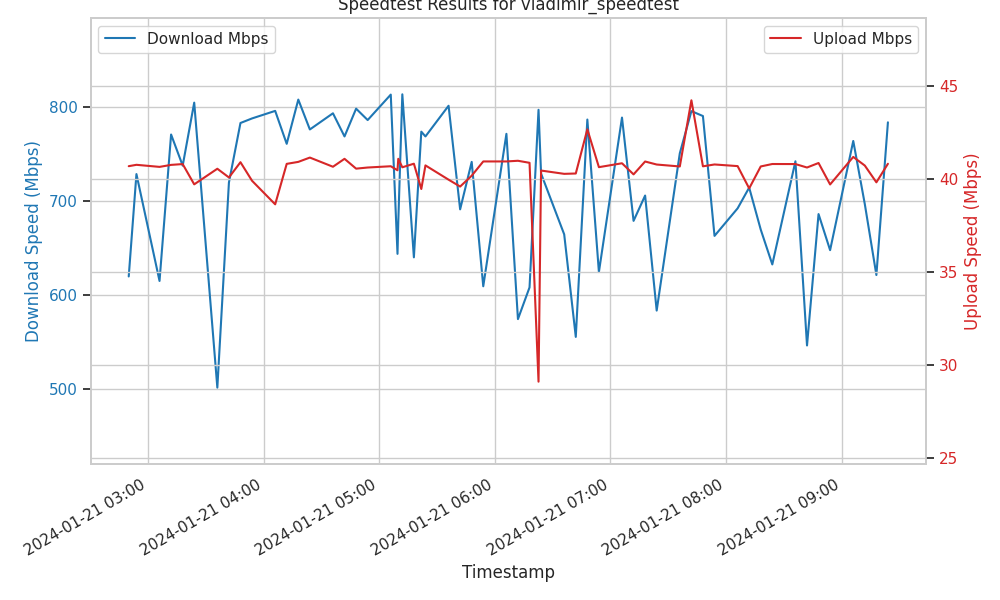 Speedtest Results for vladimir_speedtest
Download Mbps
Upload Mbps
Download Speed (Mbps)
800
700
600
500
45
40
35
30
25
Upload Speed (Mbps)
2024-01-21 03:00
2024-01-21 04:00
2024-01-21 05:00
2024-01-21 06:00
2024-01-21 07:00
2024-01-21 08:00
2024-01-21 09:00
Timestamp